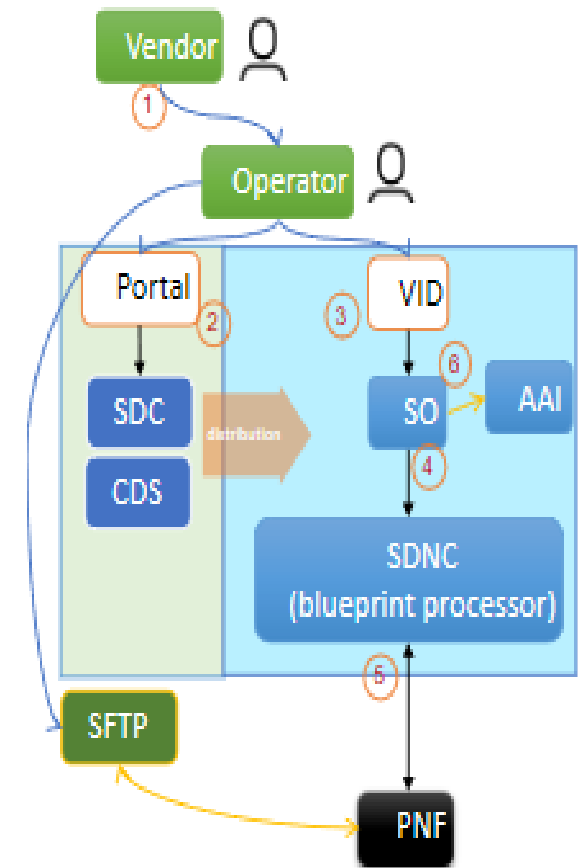 Vendor
1
Operator
Portal
2
3
VID
6
SDC
distribution
SO
AAI
4
CDS
SDNC
(blueprint processor)
5
SFTP
PNF